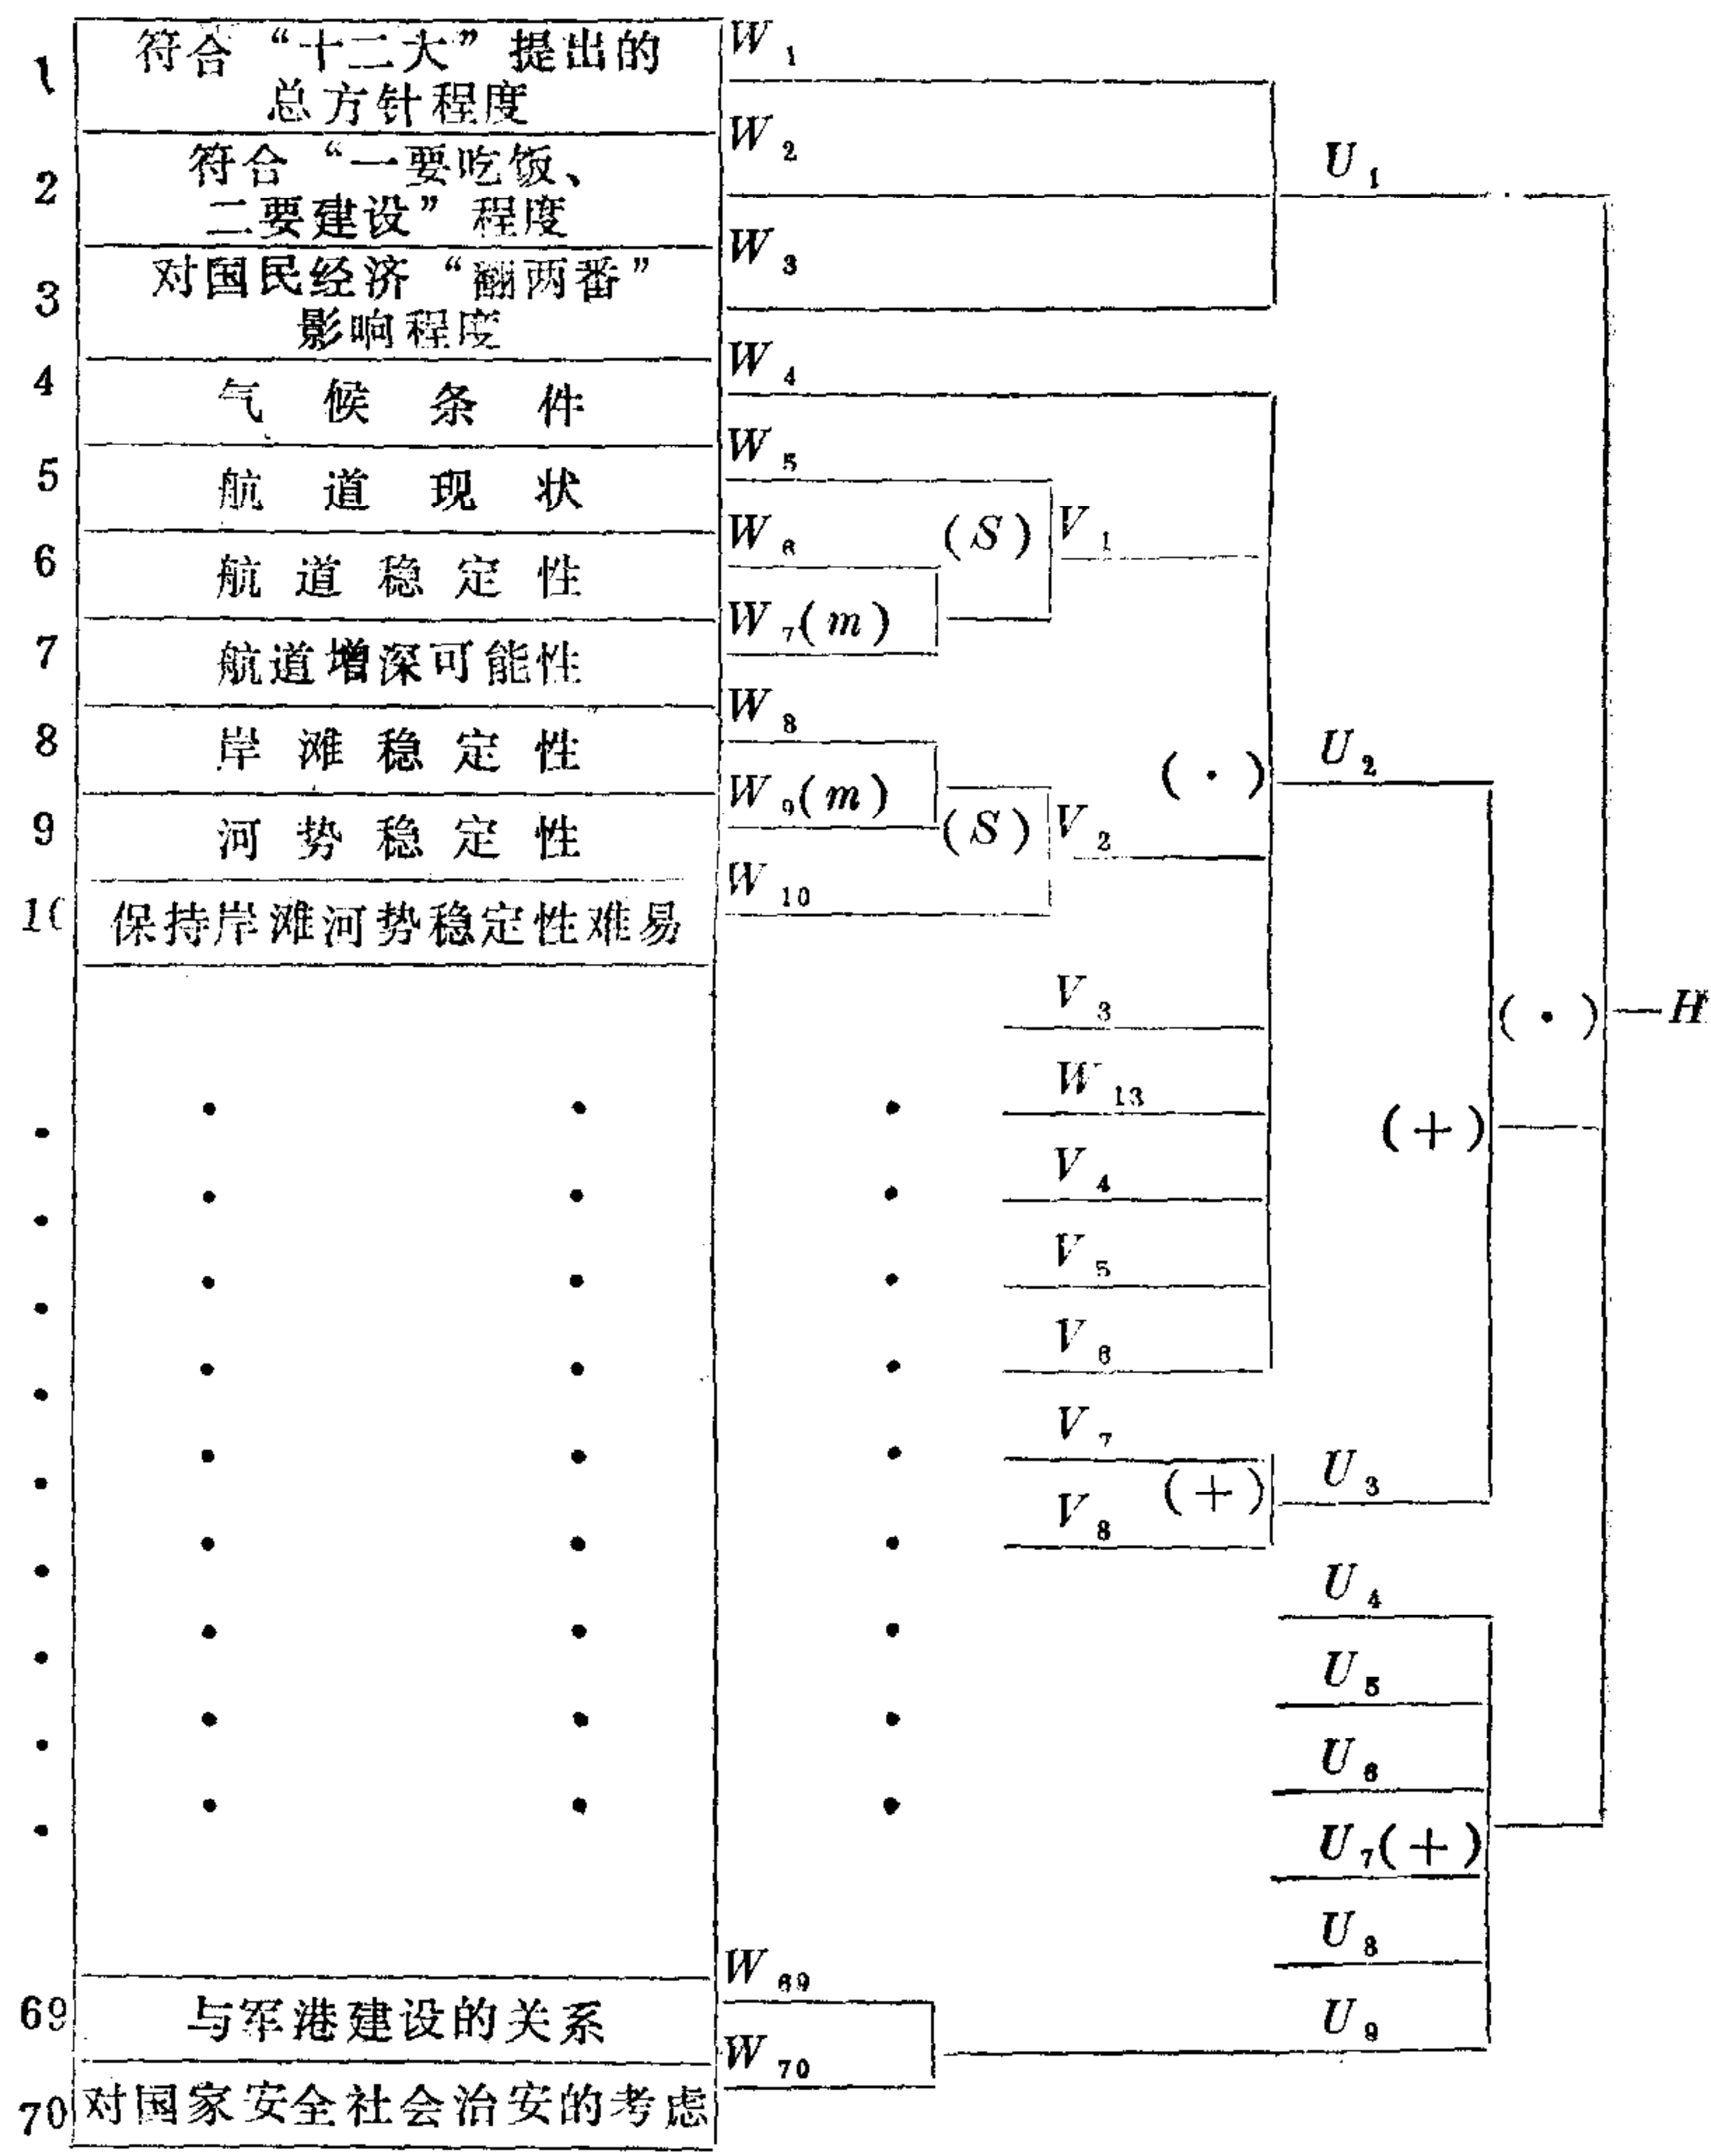 1 符合“十二大”提出的 W₁
总方针程度
2 符合“一要吃饭、 W₂ U₁
二要建设”程度
3 对国民经济“翻两番” W₃
影响程度
4 气候条件 W₄
5 航道现状 W₅
6 航道稳定性 W₆ (S) V₁
7 航道增深可能性 W₇(m)
8 岸滩稳定性 W₈ (·) U₂
9 河势稳定性 W₉(m) (S) V₂
10 保持岸滩河势稳定性难易 W₁₀
V₃ (·) H
W₁₃
V₄ (+)
V₅
V₆
V₇
V₈ (+) U₃
U₄
U₅
U₆
U₇(+)
U₈
69 与军港建设的关系 W₆₉ U₉
70 对国家安全社会治安的考虑 W₇₀